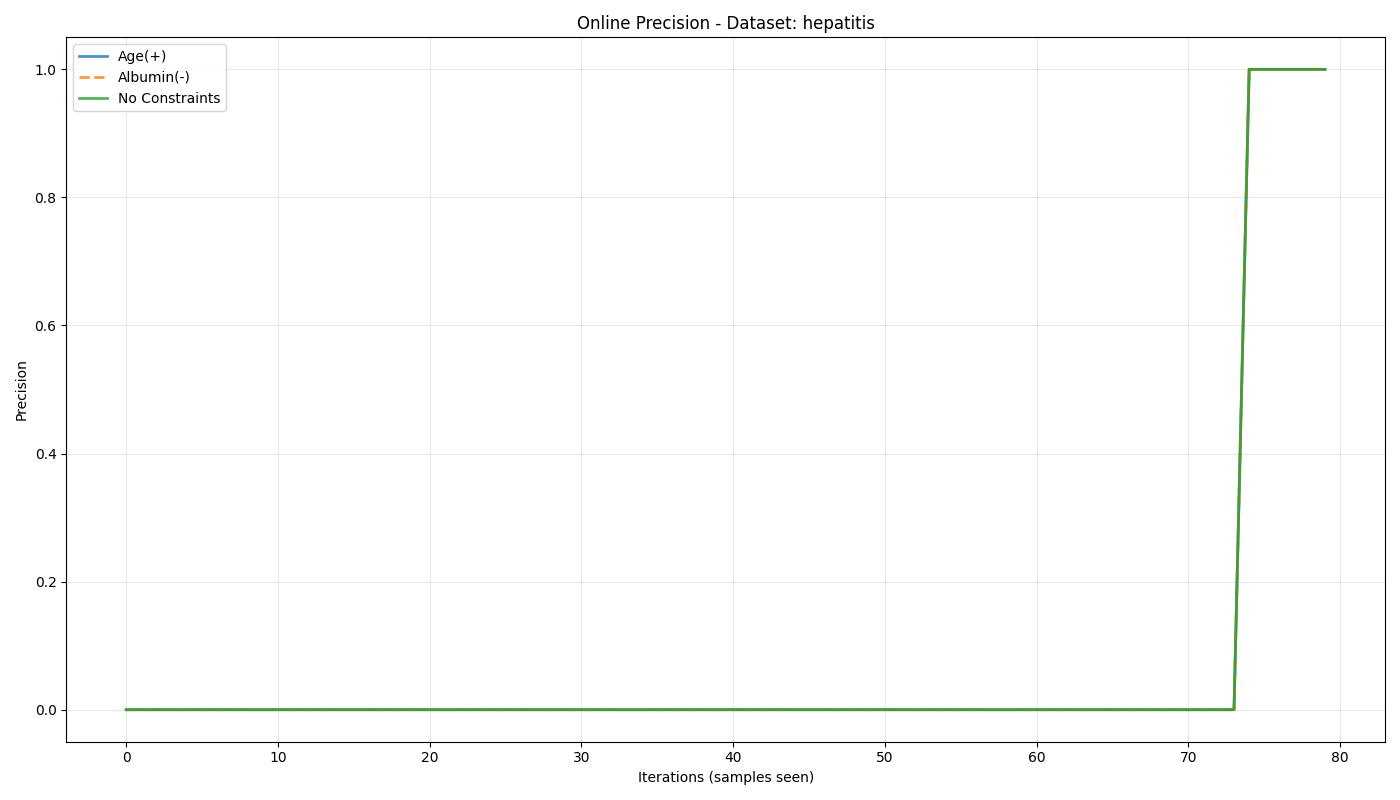 Online Precision - Dataset: hepatitis
Age(+)
Albumin(-)
No Constraints
Precision
1.0
0.8
0.6
0.4
0.2
0.0
0 10 20 30 40 50 60 70 80
Iterations (samples seen)